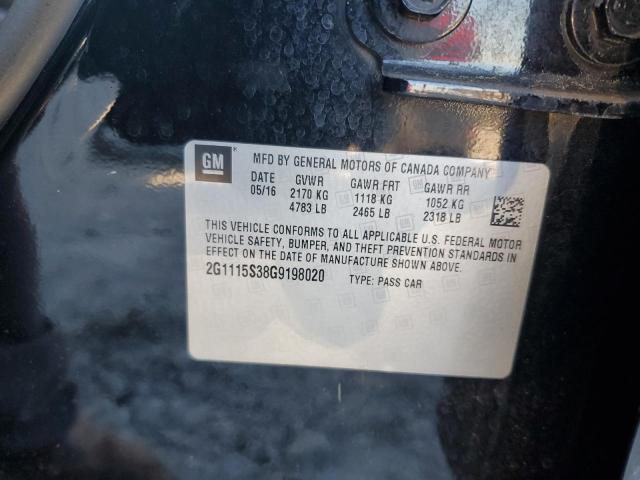 GM
MFD BY GENERAL MOTORS OF CANADA COMPANY
DATE GVWR GAWR FRT GAWR RR
05/16 2170 KG 1118 KG 1052 KG
4783 LB 2465 LB 2318 LB
THIS VEHICLE CONFORMS TO ALL APPLICABLE U.S. FEDERAL MOTOR
VEHICLE SAFETY, BUMPER, AND THEFT PREVENTION STANDARDS IN
EFFECT ON THE DATE OF MANUFACTURE SHOWN ABOVE.
2G1115S38G9198020 TYPE: PASS CAR